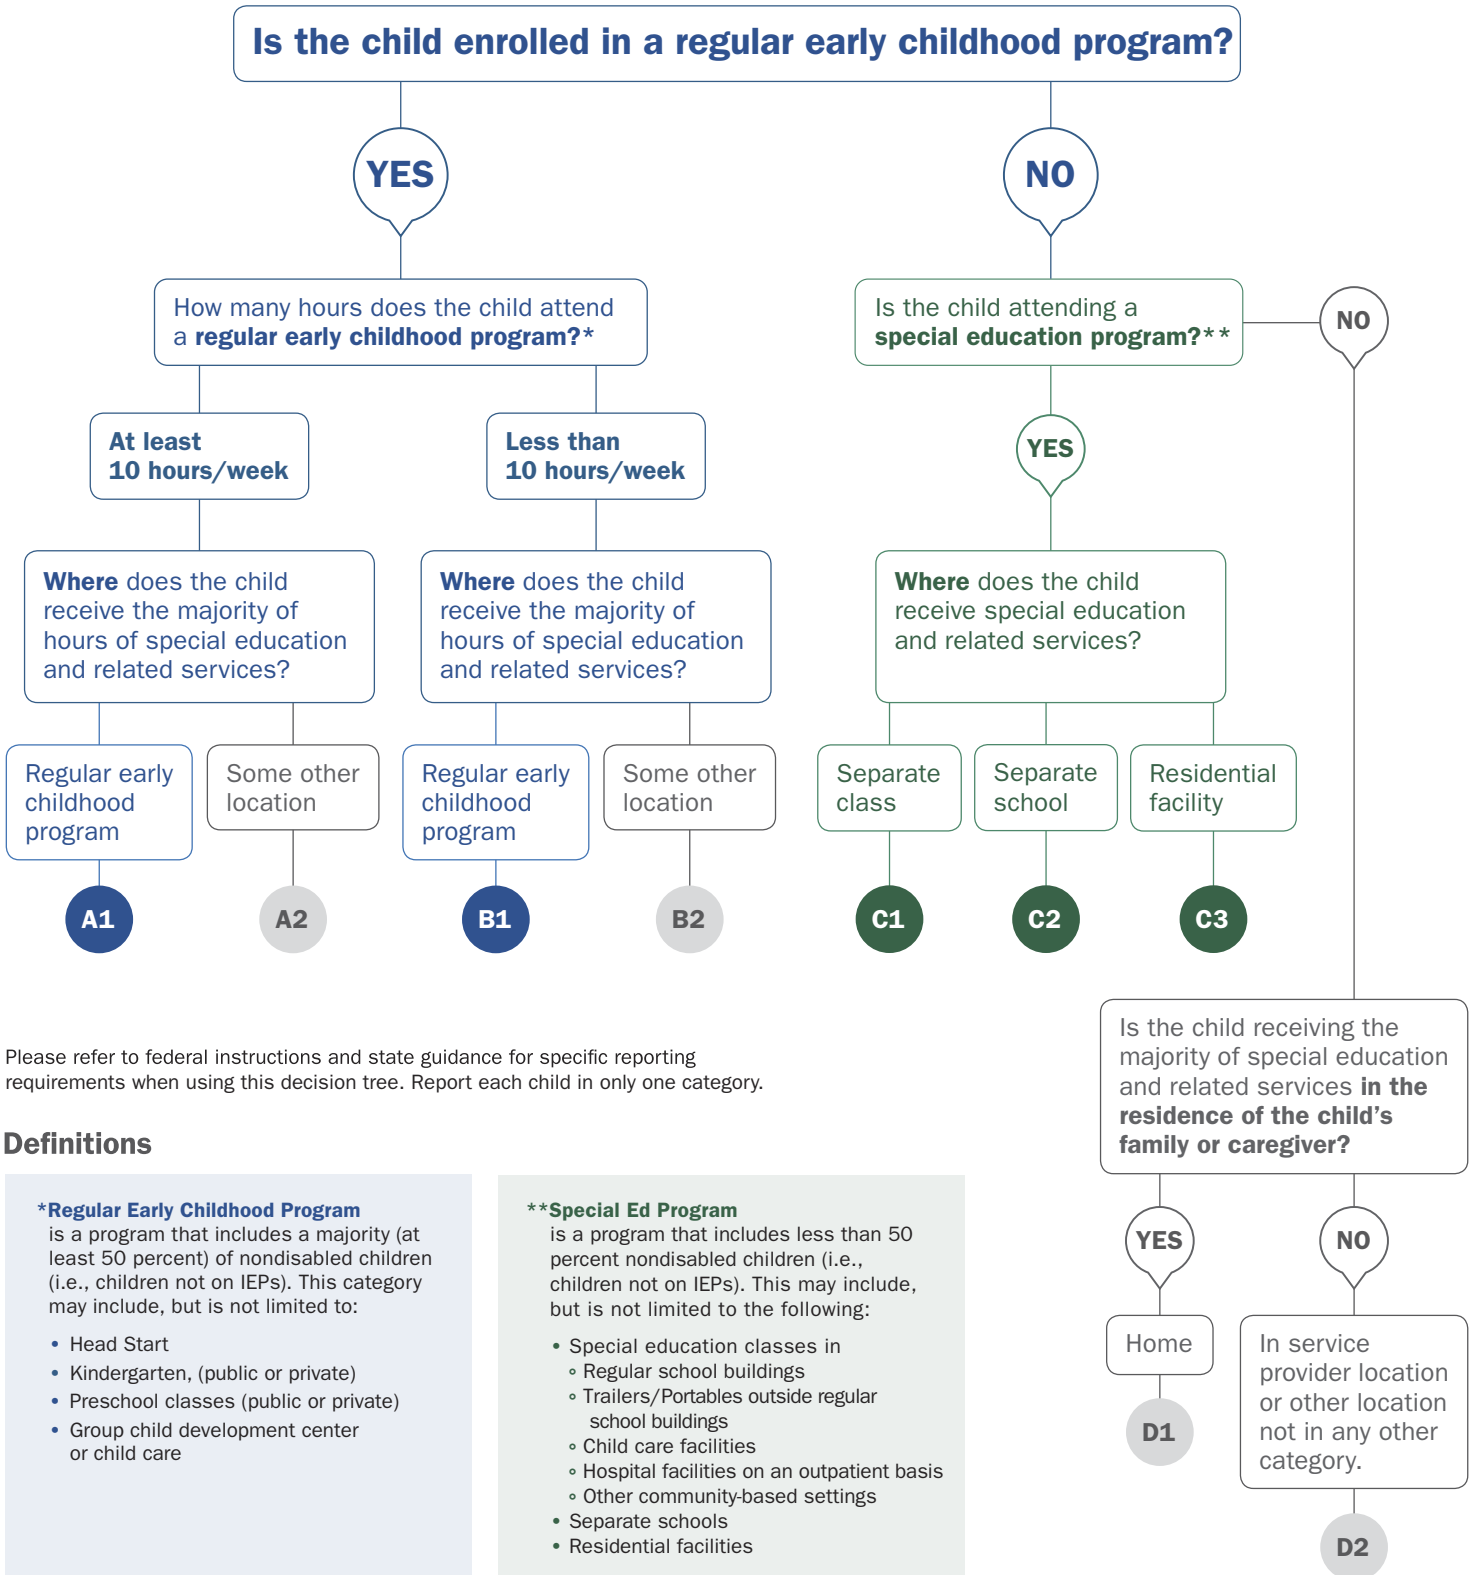 Is the child enrolled in a regular early childhood program?
YES
NO
How many hours does the child attend
a regular early childhood program?*
Is the child attending a
special education program?**
NO
At least
10 hours/week
Less than
10 hours/week
YES
Where does the child
receive the majority of
hours of special education
and related services?
Where does the child
receive the majority of
hours of special education
and related services?
Where does the child
receive special education
and related services?
Regular early
childhood
program
Some other
location
Regular early
childhood
program
Some other
location
Separate
class
Separate
school
Residential
facility
A1
A2
B1
B2
C1
C2
C3
Is the child receiving the
majority of special education
and related services in the
residence of the child's
family or caregiver?
YES
NO
Home
In service
provider location
or other location
not in any other
category.
D1
D2
Please refer to federal instructions and state guidance for specific reporting
requirements when using this decision tree. Report each child in only one category.
Definitions
*Regular Early Childhood Program
is a program that includes a majority (at
least 50 percent) of nondisabled children
(i.e., children not on IEPs). This category
may include, but is not limited to:
• Head Start
• Kindergarten, (public or private)
• Preschool classes (public or private)
• Group child development center
or child care
**Special Ed Program
is a program that includes less than 50
percent nondisabled children (i.e.,
children not on IEPs). This may include,
but is not limited to the following:
• Special education classes in
∘ Regular school buildings
∘ Trailers/Portables outside regular
school buildings
∘ Child care facilities
∘ Hospital facilities on an outpatient basis
∘ Other community-based settings
• Separate schools
• Residential facilities